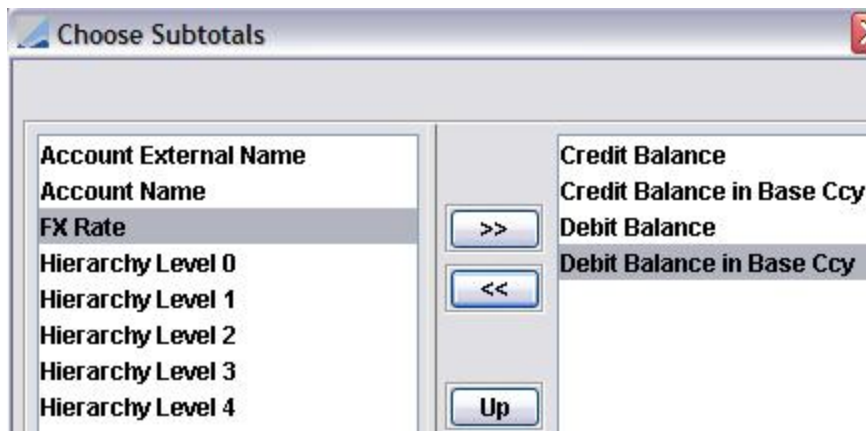 Choose Subtotals
Account External Name
Account Name
FX Rate
Hierarchy Level 0
Hierarchy Level 1
Hierarchy Level 2
Hierarchy Level 3
Hierarchy Level 4
>>
<<
Up
Credit Balance
Credit Balance in Base Ccy
Debit Balance
Debit Balance in Base Ccy